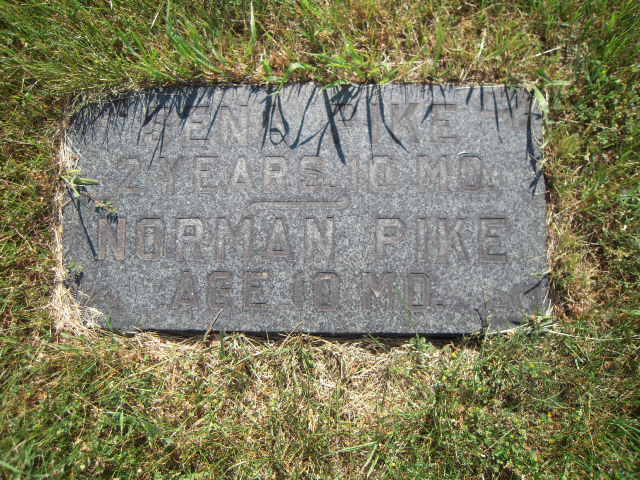 PIKE
2 YEARS. 10 MO.
NORMAN PIKE
AGE 10 MO.